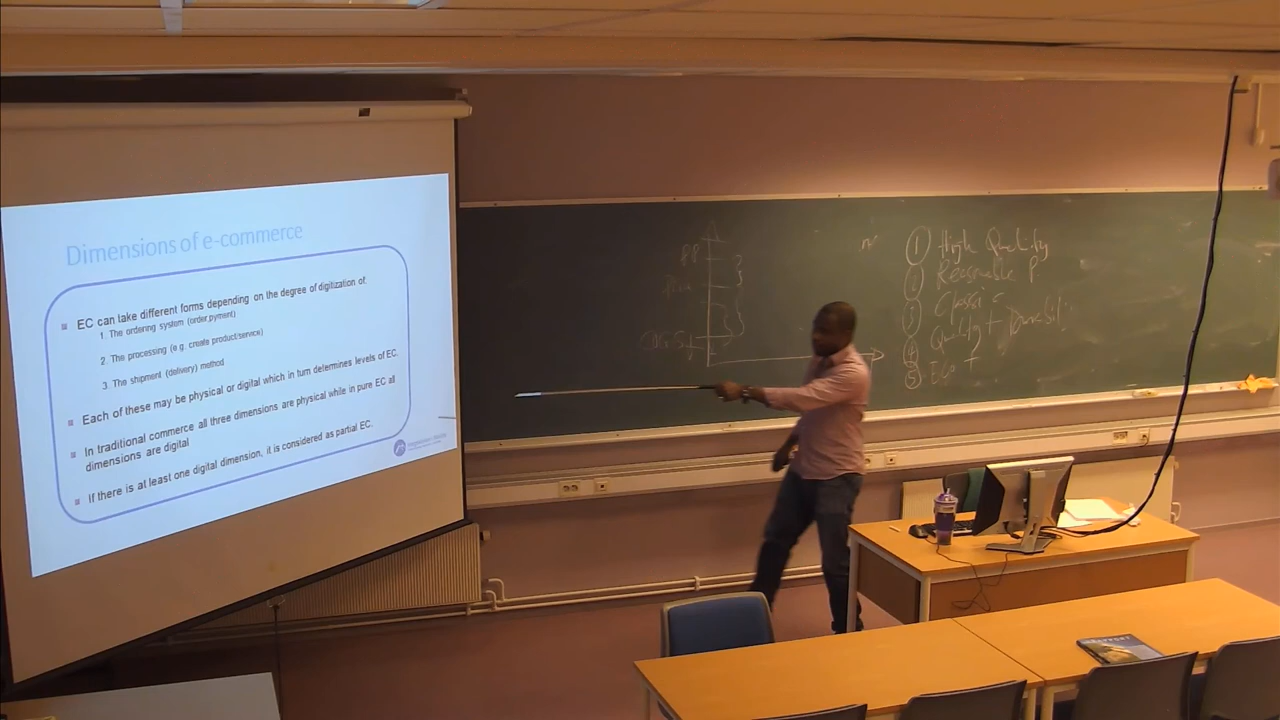 Dimensions of e-commerce
EC can take different forms depending on the degree of digitization of:
1. The ordering system (order,pyment)
2. The processing (e.g. create product/service)
3. The shipment (delivery) method
Each of these may be physical or digital which in turn determines levels of EC.
In traditional commerce all three dimensions are physical while in pure EC all
dimensions are digital
If there is at least one digital dimension, it is considered as partial EC.
1 High Quality
2 Reasonable P
3 Classic
4 Quality +
5